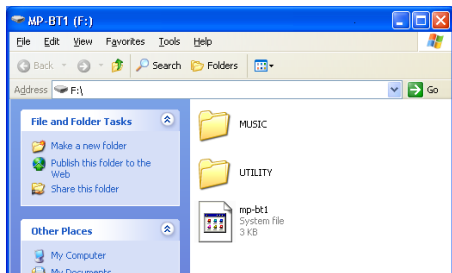 MP-BT1 (F:)
File Edit View Favorites Tools Help
Back Search Folders
Address F:\ Go
File and Folder Tasks
Make a new folder
Publish this folder to the
Web
Share this folder
Other Places
My Computer
My Documents
MUSIC
UTILITY
mp-bt1
System file
3 KB